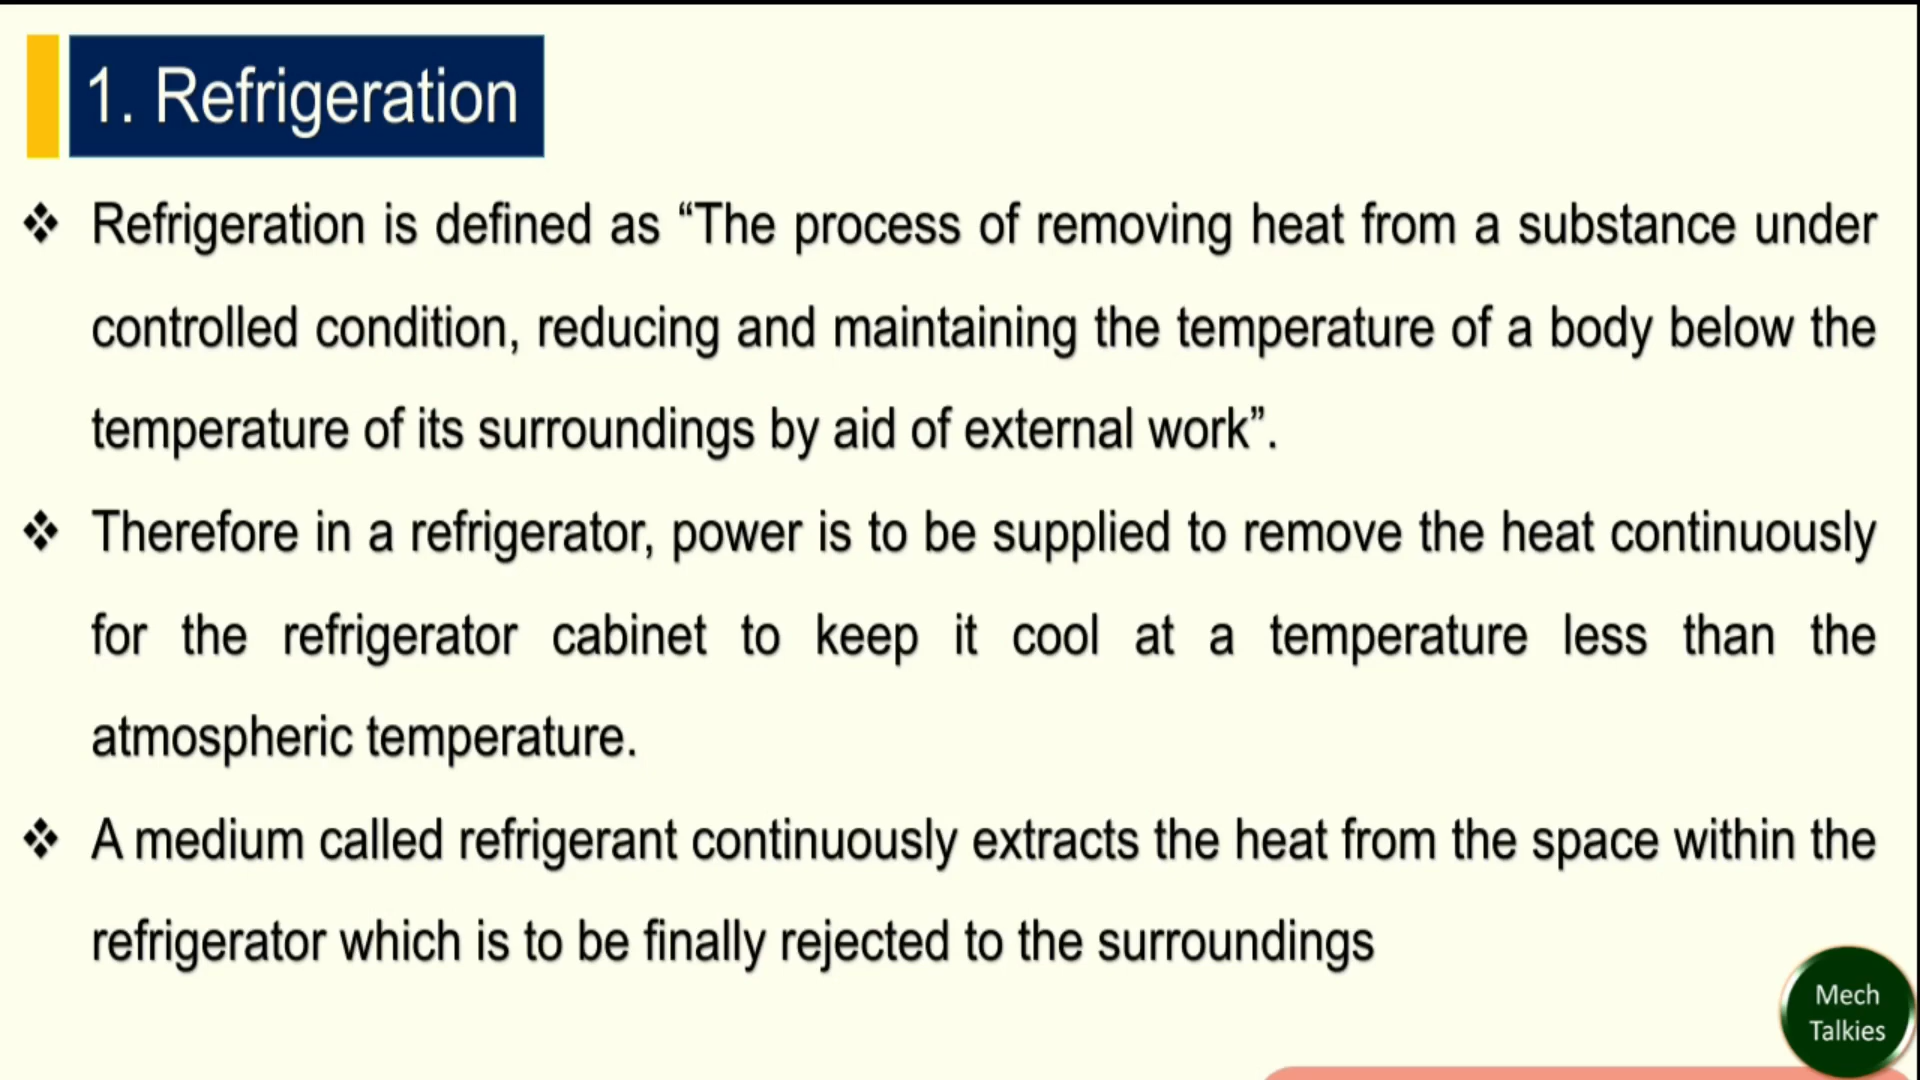 1. Refrigeration
❖ Refrigeration is defined as “The process of removing heat from a substance under
controlled condition, reducing and maintaining the temperature of a body below the
temperature of its surroundings by aid of external work”.
❖ Therefore in a refrigerator, power is to be supplied to remove the heat continuously
for the refrigerator cabinet to keep it cool at a temperature less than the
atmospheric temperature.
❖ A medium called refrigerant continuously extracts the heat from the space within the
refrigerator which is to be finally rejected to the surroundings
Mech
Talkies